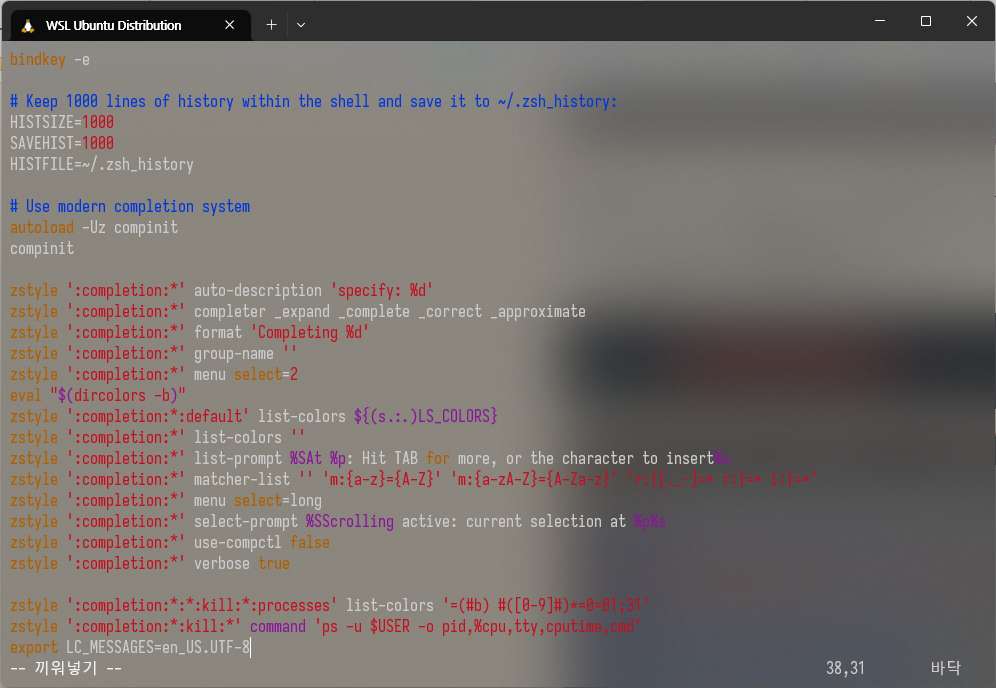 WSL Ubuntu Distribution
bindkey -e
# Keep 1000 lines of history within the shell and save it to ~/.zsh_history:
HISTSIZE=1000
SAVEHIST=1000
HISTFILE=~/.zsh_history
# Use modern completion system
autoload -Uz compinit
compinit
zstyle ':completion:*' auto-description 'specify: %d'
zstyle ':completion:*' completer _expand _complete _correct _approximate
zstyle ':completion:*' format 'Completing %d'
zstyle ':completion:*' group-name ''
zstyle ':completion:*' menu select=2
eval "$(dircolors -b)"
zstyle ':completion:*:default' list-colors ${(s.:.)LS_COLORS}
zstyle ':completion:*' list-colors ''
zstyle ':completion:*' list-prompt %SAt %p: Hit TAB for more, or the character to insert%s
zstyle ':completion:*' matcher-list '' 'm:{a-z}={A-Z}' 'm:{a-zA-Z}={A-Za-z}' 'r:|[._-]=* r:|=* l:|=*'
zstyle ':completion:*' menu select=long
zstyle ':completion:*' select-prompt %SScrolling active: current selection at %p%s
zstyle ':completion:*' use-compctl false
zstyle ':completion:*' verbose true
zstyle ':completion:*:*:kill:*:processes' list-colors '=(#b) #([0-9]#)*=0=01;31'
zstyle ':completion:*:kill:*' command 'ps -u $USER -o pid,%cpu,tty,cputime,cmd'
export LC_MESSAGES=en_US.UTF-8
-- 끼워넣기 -- 38,31 바닥